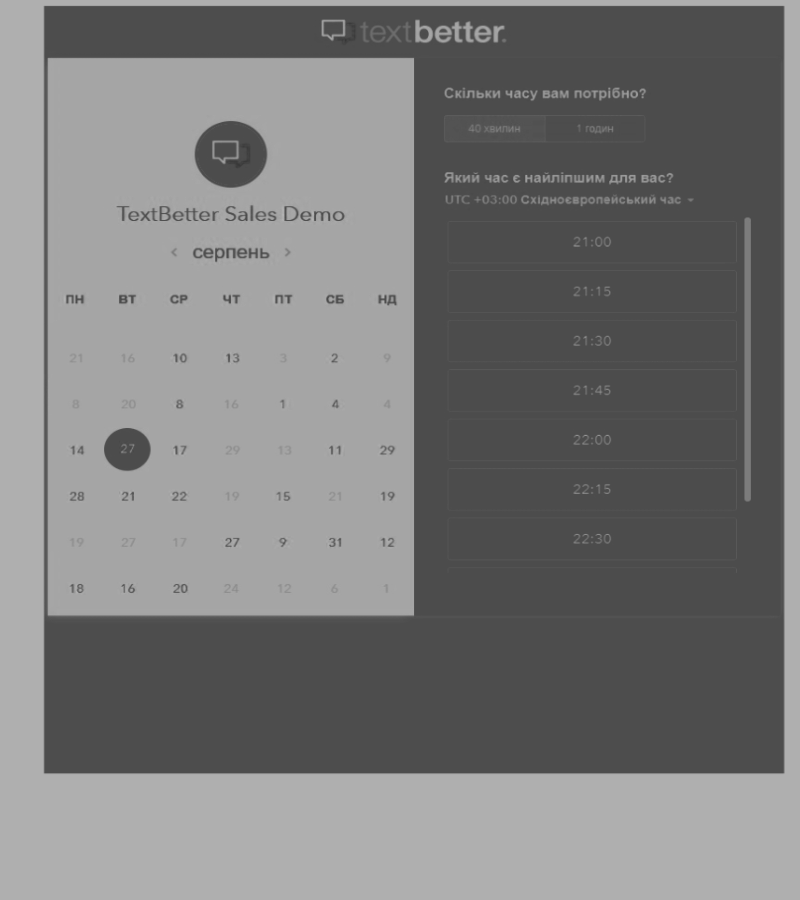 textbetter.
TextBetter Sales Demo
‹ серпень ›
ПН ВТ СР ЧТ ПТ СБ НД
21 16 10 13 3 2 9
8 20 8 16 1 4 4
14 27 17 29 13 11 29
28 21 22 19 15 21 19
19 27 17 27 9 31 12
18 16 20 24 12 6 1
Скільки часу вам потрібно?
40 хвилин 1 годин
Який час є найліпшим для вас?
UTC +03:00 Східноєвропейський час
21:00
21:15
21:30
21:45
22:00
22:15
22:30